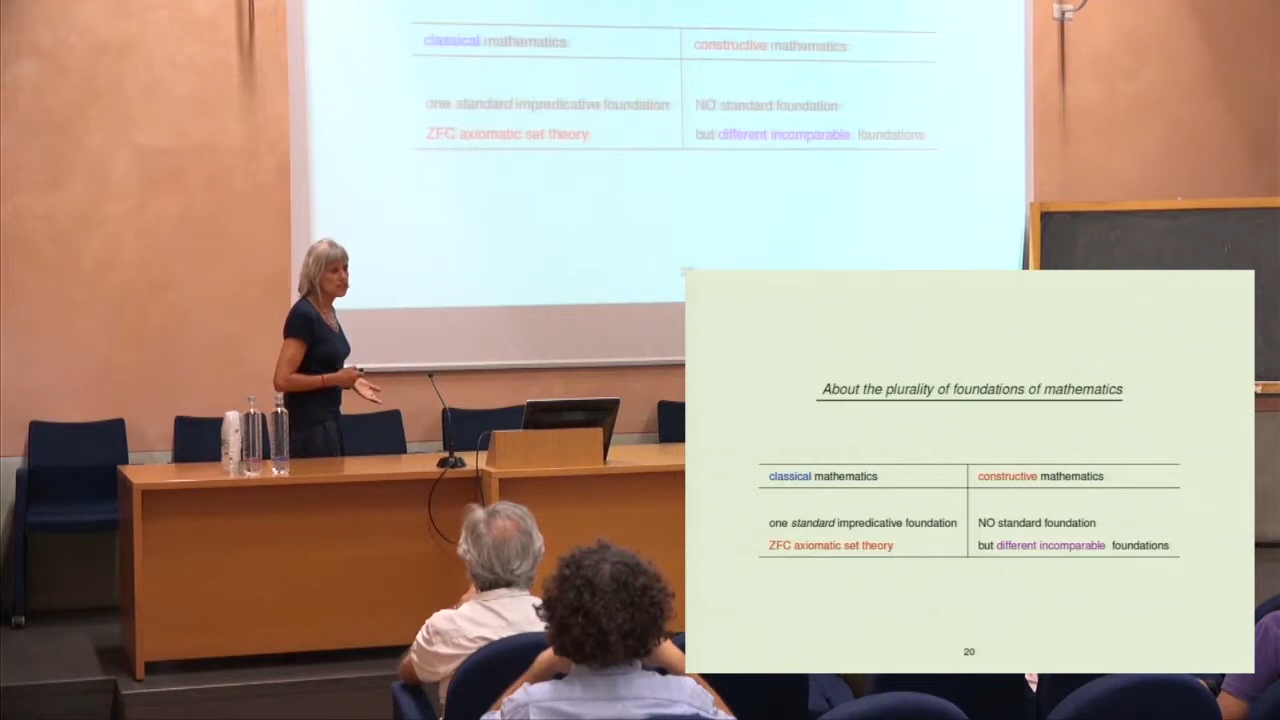 classical mathematics
constructive mathematics
one standard impredicative foundation
NO standard foundation
ZFC axiomatic set theory
but different incomparable foundations
About the plurality of foundations of mathematics
classical mathematics
constructive mathematics
one standard impredicative foundation
NO standard foundation
ZFC axiomatic set theory
but different incomparable foundations
20